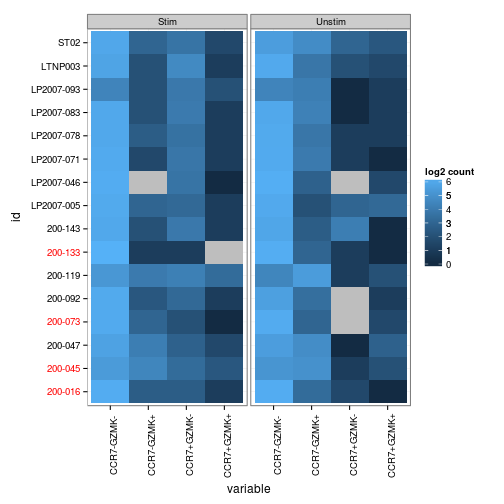 Stim Unstim
ST02
LTNP003
LP2007-093
LP2007-083
LP2007-078
LP2007-071
LP2007-046
LP2007-005
200-143
200-133
200-119
200-092
200-073
200-047
200-045
200-016
id
log2 count
6
5
4
3
2
1
0
CCR7-GZMK-
CCR7-GZMK+
CCR7+GZMK-
CCR7+GZMK+
CCR7-GZMK-
CCR7-GZMK+
CCR7+GZMK-
CCR7+GZMK+
variable